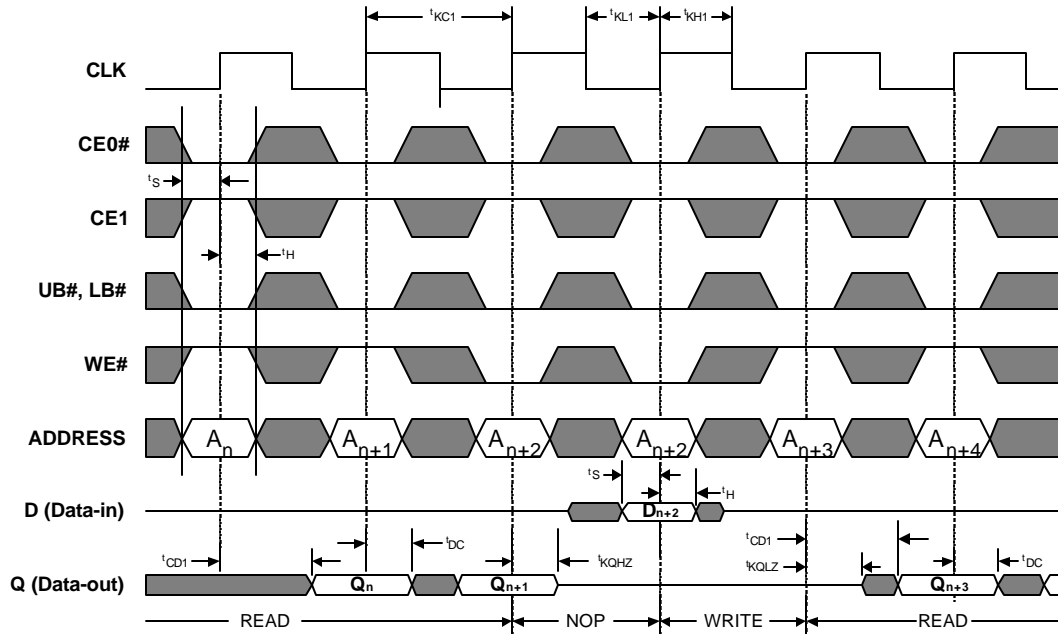 tKC1 tKL1 tKH1
CLK
CE0#
tS
CE1
tH
UB#, LB#
WE#
ADDRESS An An+1 An+2 An+2 An+3 An+4
tS
D (Data-in) Dn+2 tH
tCD1 tDC tKQHZ tCD1 tKQLZ tDC
Q (Data-out) Qn Qn+1 Qn+3
READ NOP WRITE READ